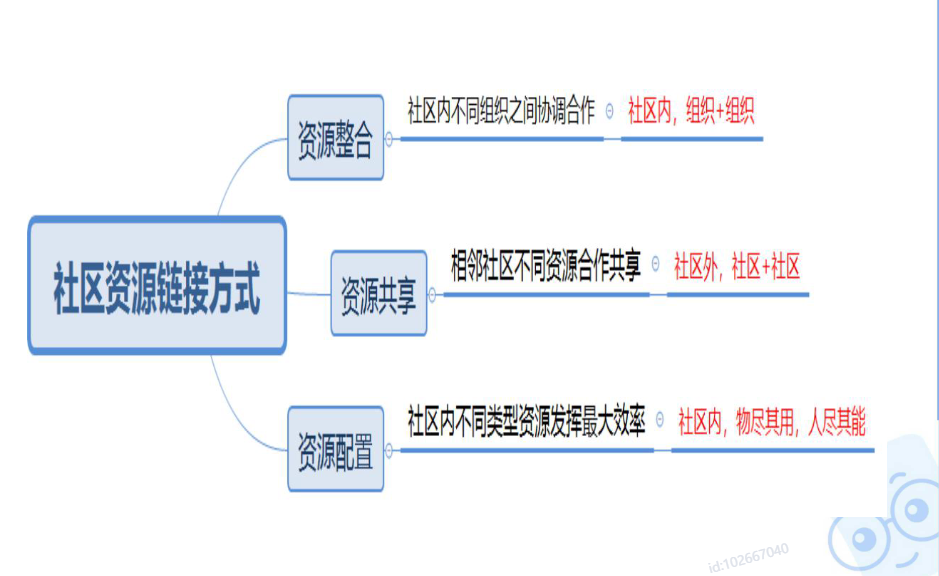 资源整合
社区内不同组织之间协调合作
社区内，组织+组织
社区资源链接方式
资源共享
相邻社区不同资源合作共享
社区外，社区+社区
资源配置
社区内不同类型资源发挥最大效率
社区内，物尽其用，人尽其能
id:102667040